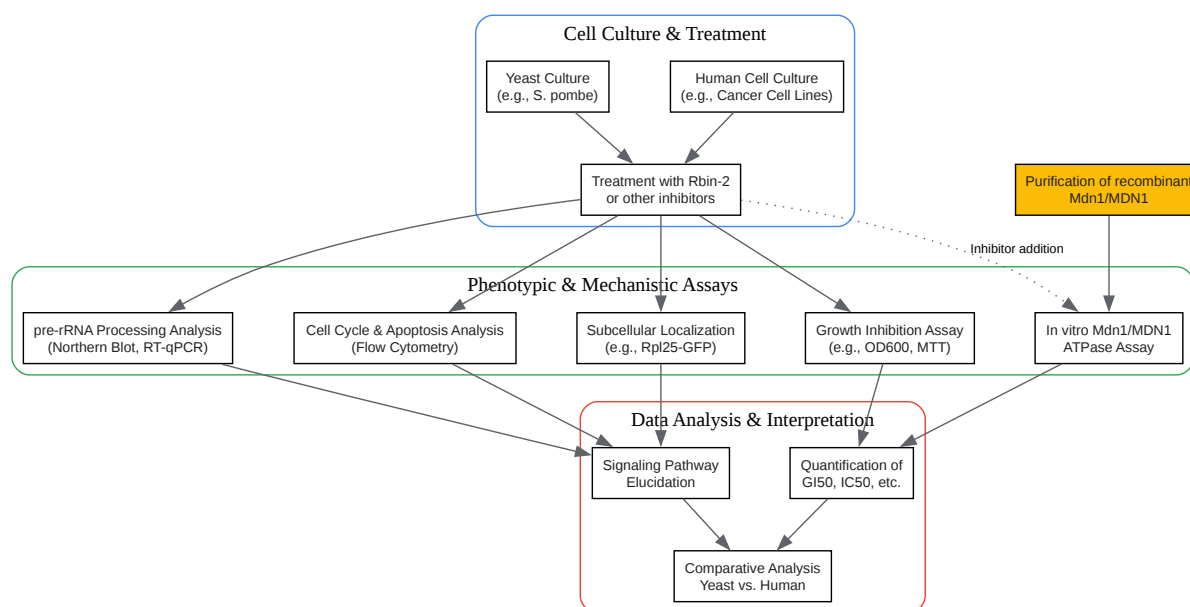 Cell Culture & Treatment
Yeast Culture
(e.g., S. pombe)
Human Cell Culture
(e.g., Cancer Cell Lines)
Treatment with Rbin-2
or other inhibitors
Purification of recombinant
Mdn1/MDN1
Inhibitor addition
Phenotypic & Mechanistic Assays
pre-rRNA Processing Analysis
(Northern Blot, RT-qPCR)
Cell Cycle & Apoptosis Analysis
(Flow Cytometry)
Subcellular Localization
(e.g., Rpl25-GFP)
Growth Inhibition Assay
(e.g., OD600, MTT)
In vitro Mdn1/MDN1
ATPase Assay
Data Analysis & Interpretation
Signaling Pathway
Elucidation
Quantification of
GI50, IC50, etc.
Comparative Analysis
Yeast vs. Human